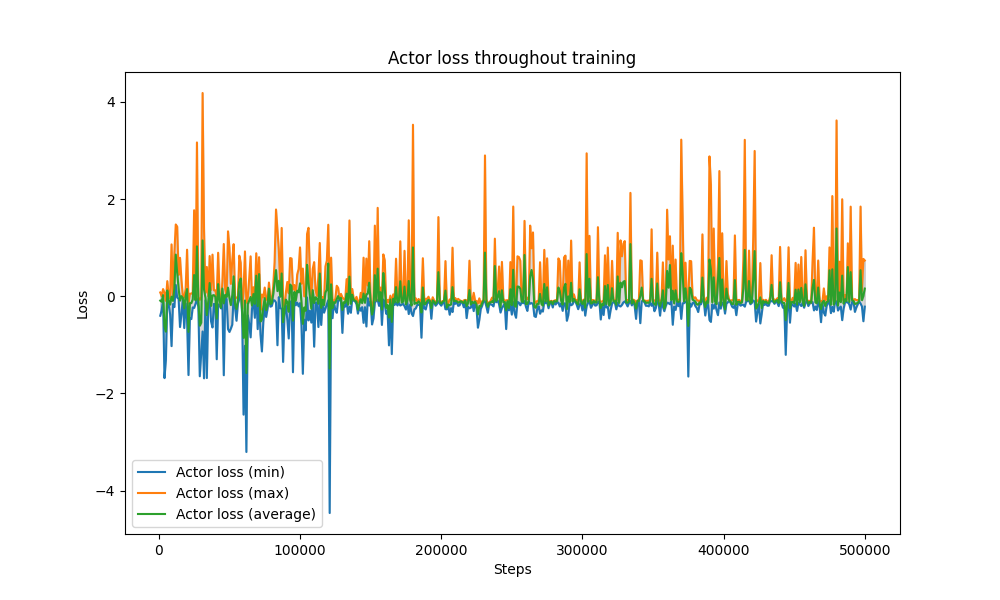 Actor loss throughout training
Loss
4
2
0
−2
−4
Actor loss (min)
Actor loss (max)
Actor loss (average)
0 100000 200000 300000 400000 500000
Steps